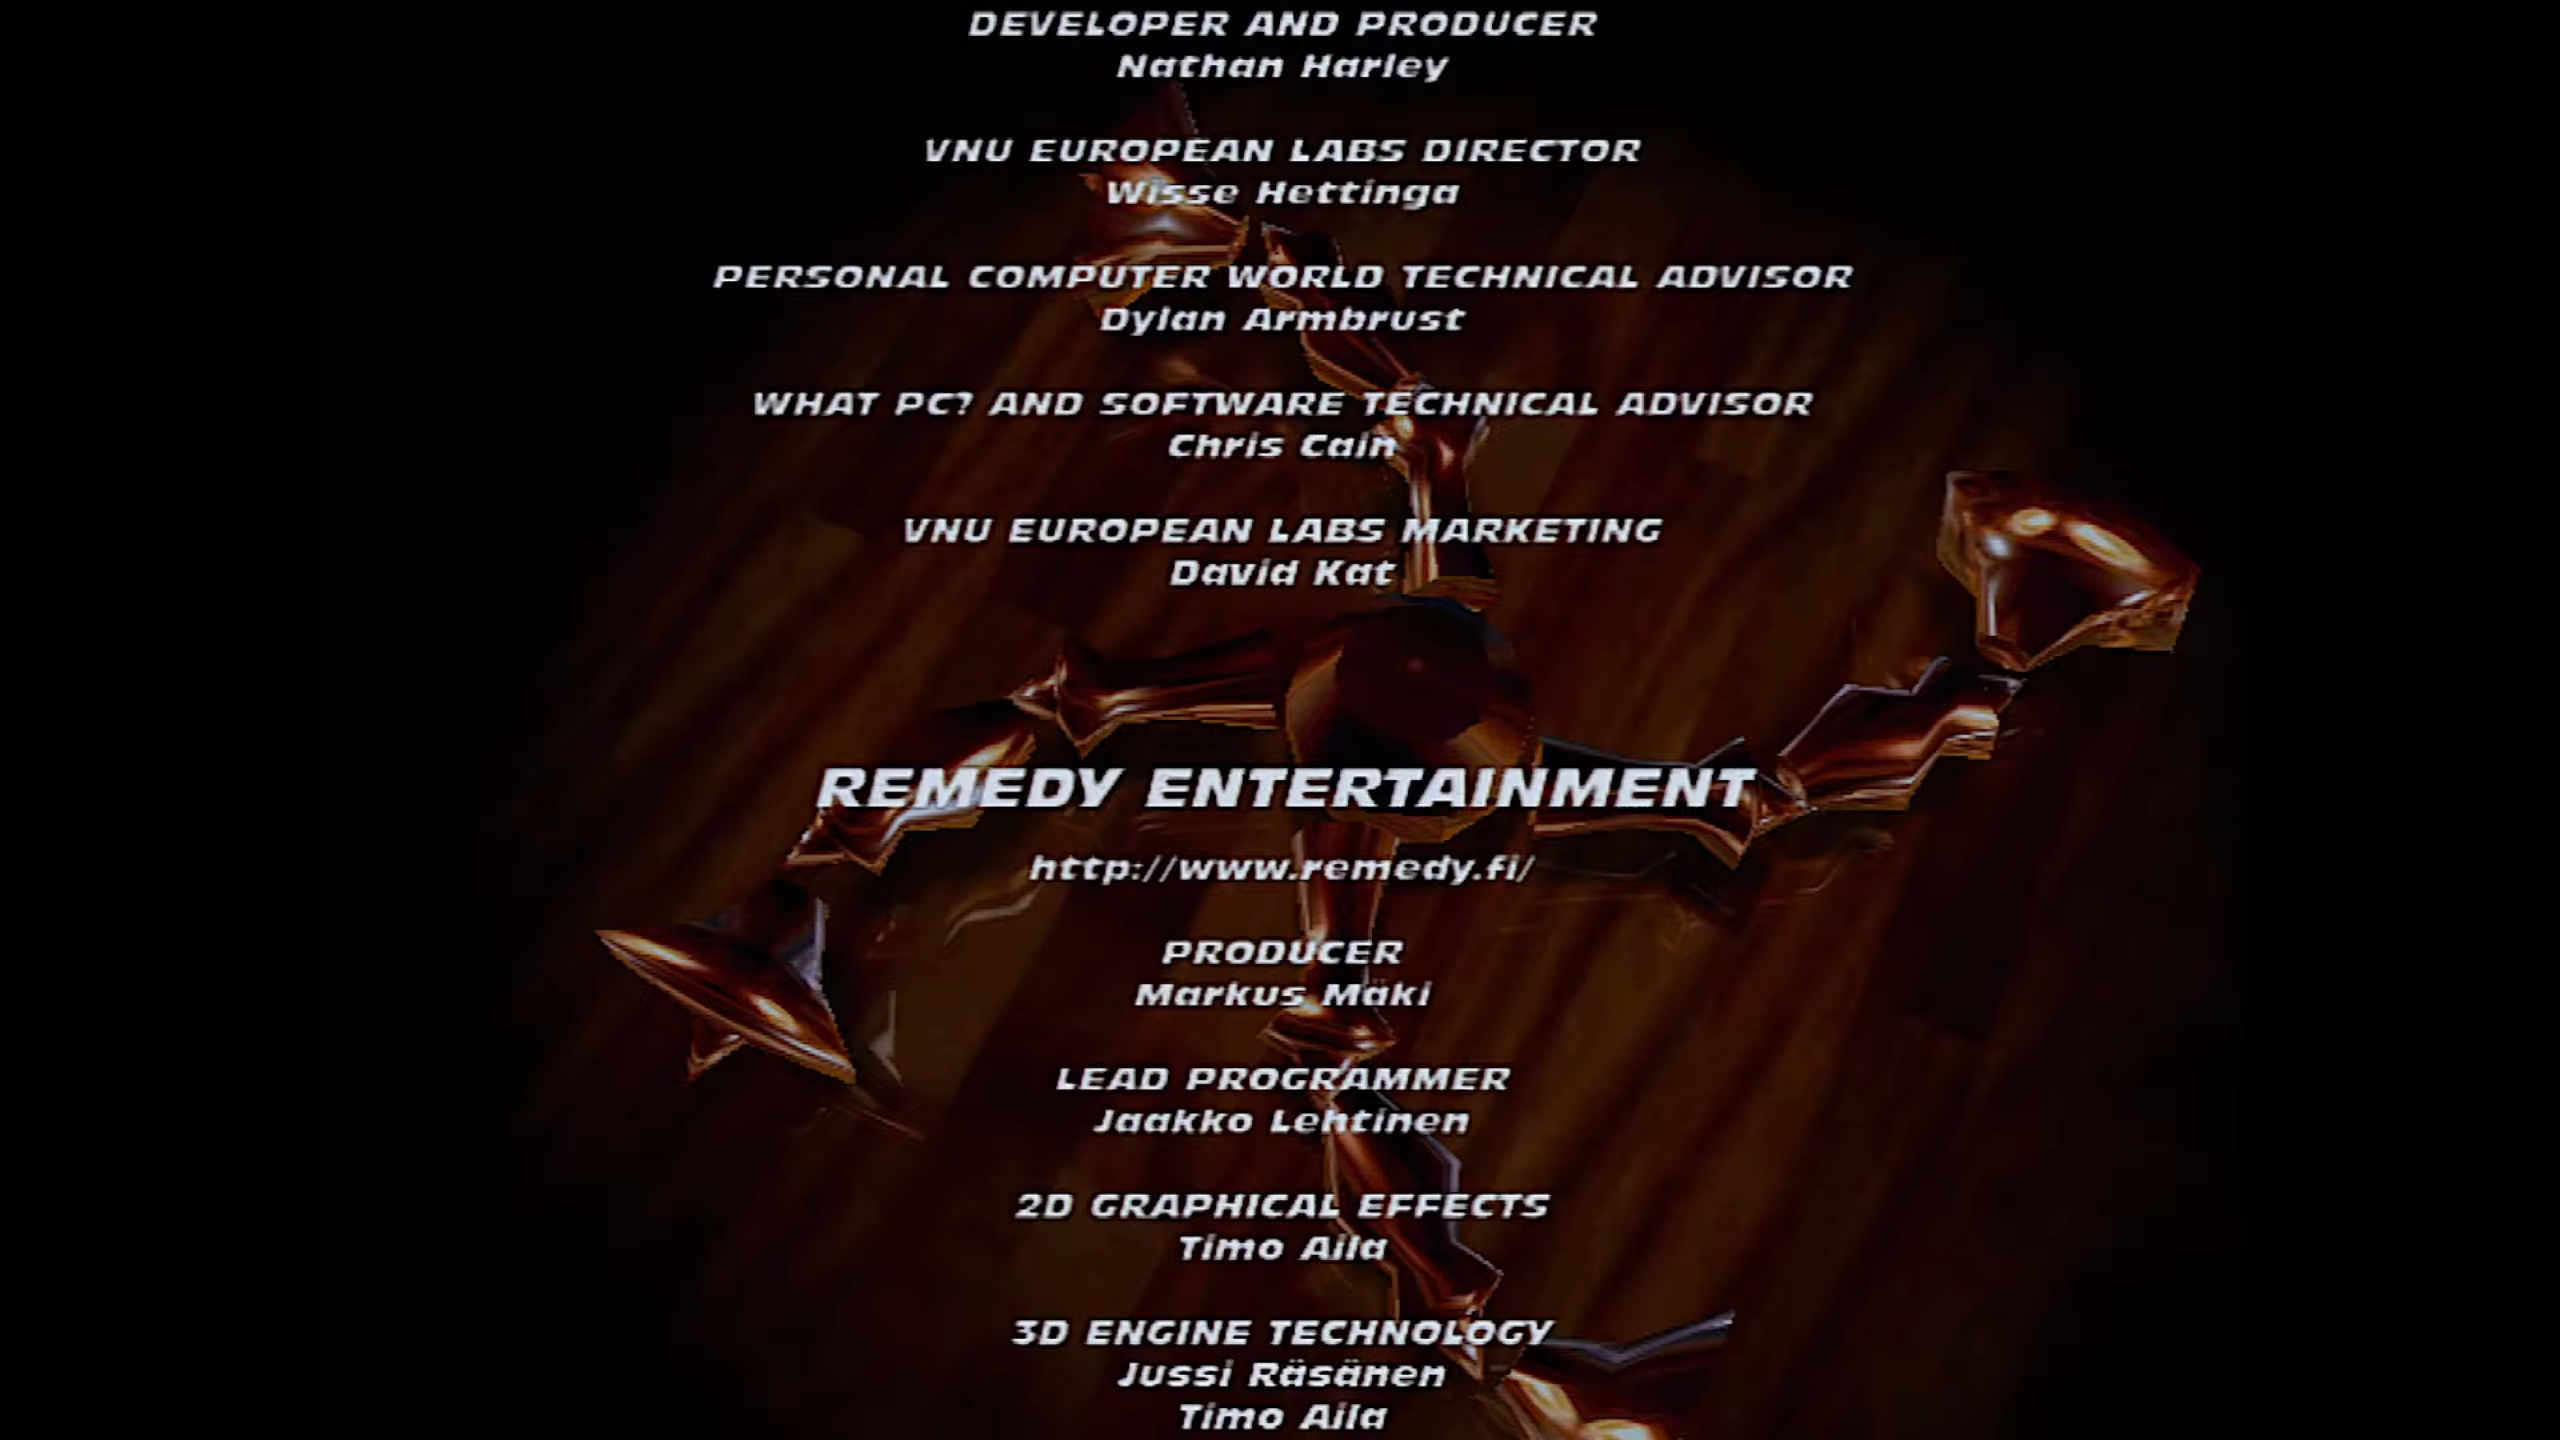 DEVELOPER AND PRODUCER
Nathan Harley
VNU EUROPEAN LABS DIRECTOR
Wisse Hettinga
PERSONAL COMPUTER WORLD TECHNICAL ADVISOR
Dylan Armbrust
WHAT PC? AND SOFTWARE TECHNICAL ADVISOR
Chris Cain
VNU EUROPEAN LABS MARKETING
David Kat
REMEDY ENTERTAINMENT
http://www.remedy.fi/
PRODUCER
Markus Mäki
LEAD PROGRAMMER
Jaakko Lehtinen
2D GRAPHICAL EFFECTS
Timo Aila
3D ENGINE TECHNOLOGY
Jussi Räsänen
Timo Aila